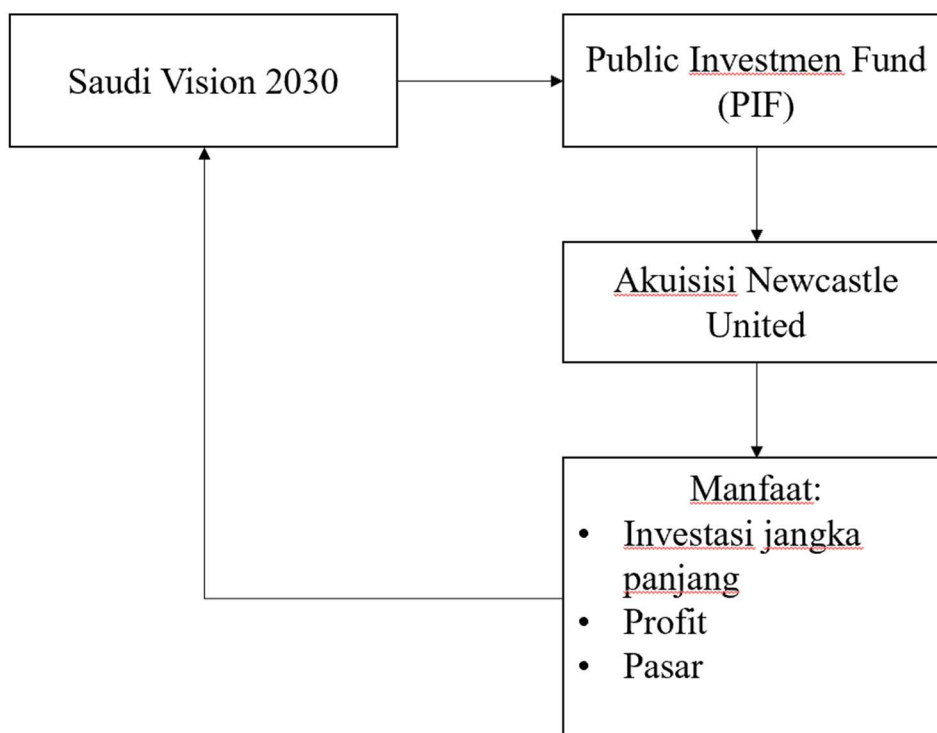 Saudi Vision 2030
Public Investmen Fund
(PIF)
Akuisisi Newcastle
United
Manfaat:
• Investasi jangka
panjang
• Profit
• Pasar